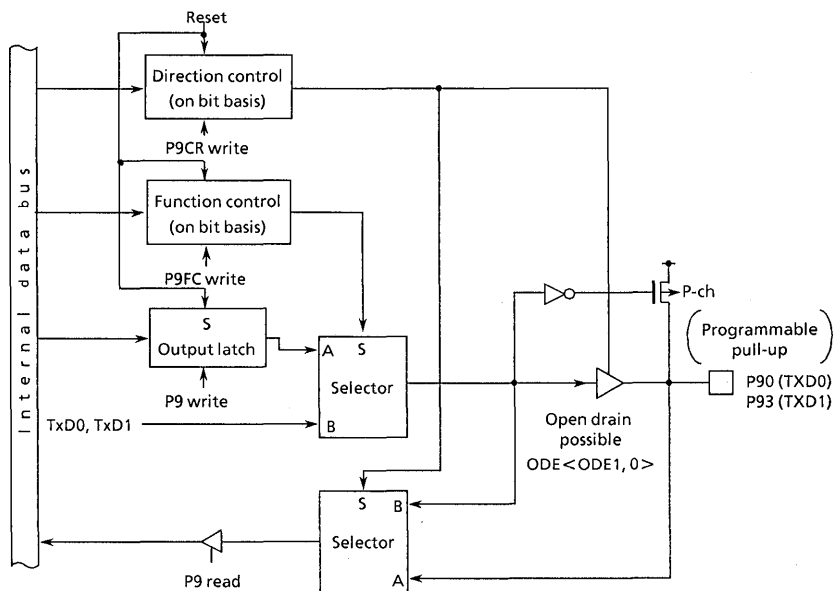 Reset
Internal data bus
Direction control
(on bit basis)
P9CR write
Function control
(on bit basis)
P9FC write
S
Output latch
P9 write
TxD0, TxD1
A S
Selector
B
P-ch
(Programmable
pull-up)
P90 (TXD0)
P93 (TXD1)
Open drain
possible
ODE<ODE1, 0>
S B
Selector
A
P9 read